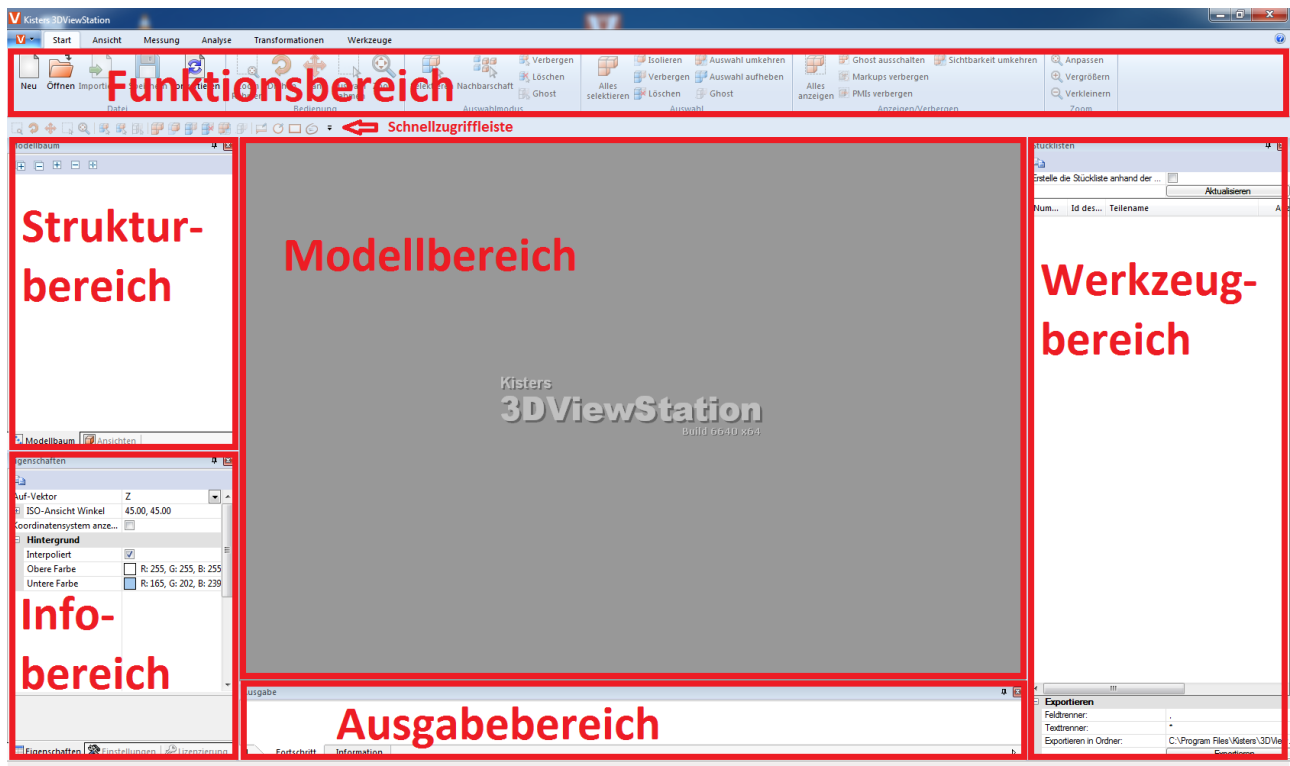 Kisters 3DViewStation
Start Ansicht Messung Analyse Transformationen Werkzeuge
Funktionsbereich
Neu Öffnen
Datei
Bedienung
Nachbarschaft
Verbergen
Löschen
Ghost
Auswahlmodus
Alles selektieren
Isolieren
Verbergen
Löschen
Auswahl umkehren
Auswahl aufheben
Ghost
Auswahl
Alles anzeigen
Ghost ausschalten
Markups verbergen
PMIs verbergen
Sichtbarkeit umkehren
Anzeigen/Verbergen
Anpassen
Vergrößern
Verkleinern
Zoom
Schnellzugriffleiste
Modellbaum
Struktur-
bereich
Modellbaum Ansichten
Eigenschaften
Auf-Vektor Z
ISO-Ansicht Winkel 45.00, 45.00
Koordinatensystem anze...
Hintergrund
Interpoliert
Obere Farbe R: 255, G: 255, B: 255
Untere Farbe R: 165, G: 202, B: 239
Info-
bereich
Eigenschaften Einstellungen Lizenzierung
Modellbereich
Kisters
3DViewStation
Build 6640 x64
Ausgabe
Ausgabebereich
Fortschritt Information
Stücklisten
Erstelle die Stückliste anhand der ...
Aktualisieren
Num... Id des... Teilename
Werkzeug-
bereich
Exportieren
Feldtrenner: ,
Texttrenner: "
Exportieren in Ordner: C:\Program Files\Kisters\3DVie
Exportieren